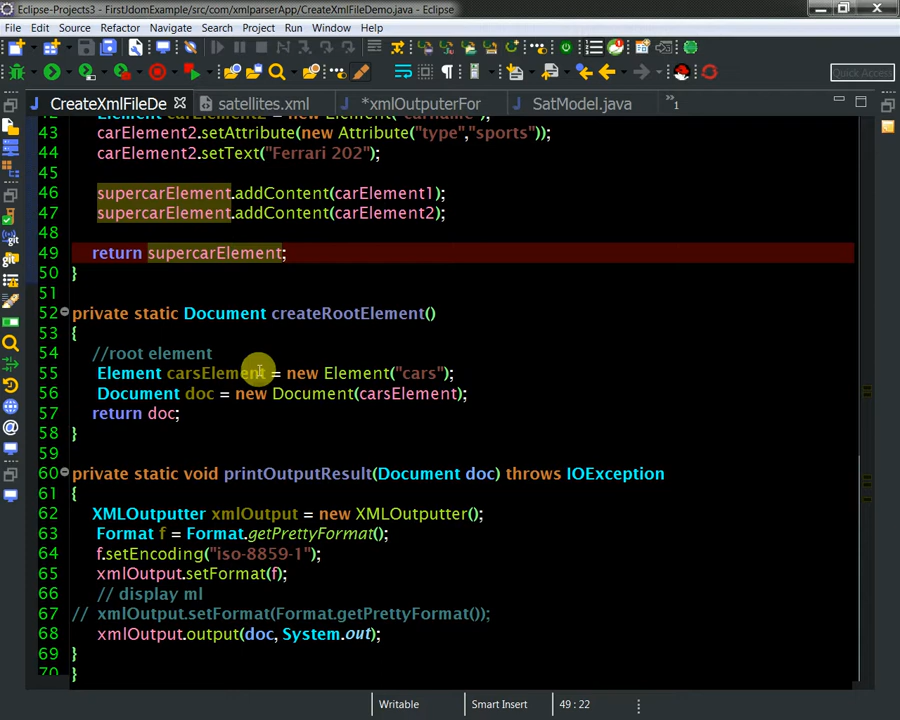 Eclipse-Projects3 - FirstJdomExample/src/com/xmlparserApp/CreateXmlFileDemo.java - Eclipse
File Edit Source Refactor Navigate Search Project Run Window Help
Quick Access
CreateXmlFileDe satellites.xml *xmlOutputerFor SatModel.java »1
43 carElement2.setAttribute(new Attribute("type","sports"));
44 carElement2.setText("Ferrari 202");
45
46 supercarElement.addContent(carElement1);
47 supercarElement.addContent(carElement2);
48
49 return supercarElement;
50 }
51
52 private static Document createRootElement()
53 {
54 //root element
55 Element carsElement = new Element("cars");
56 Document doc = new Document(carsElement);
57 return doc;
58 }
59
60 private static void printOutputResult(Document doc) throws IOException
61 {
62 XMLOutputter xmlOutput = new XMLOutputter();
63 Format f = Format.getPrettyFormat();
64 f.setEncoding("iso-8859-1");
65 xmlOutput.setFormat(f);
66 // display ml
67 // xmlOutput.setFormat(Format.getPrettyFormat());
68 xmlOutput.output(doc, System.out);
69 }
70 }
Writable Smart Insert 49 : 22